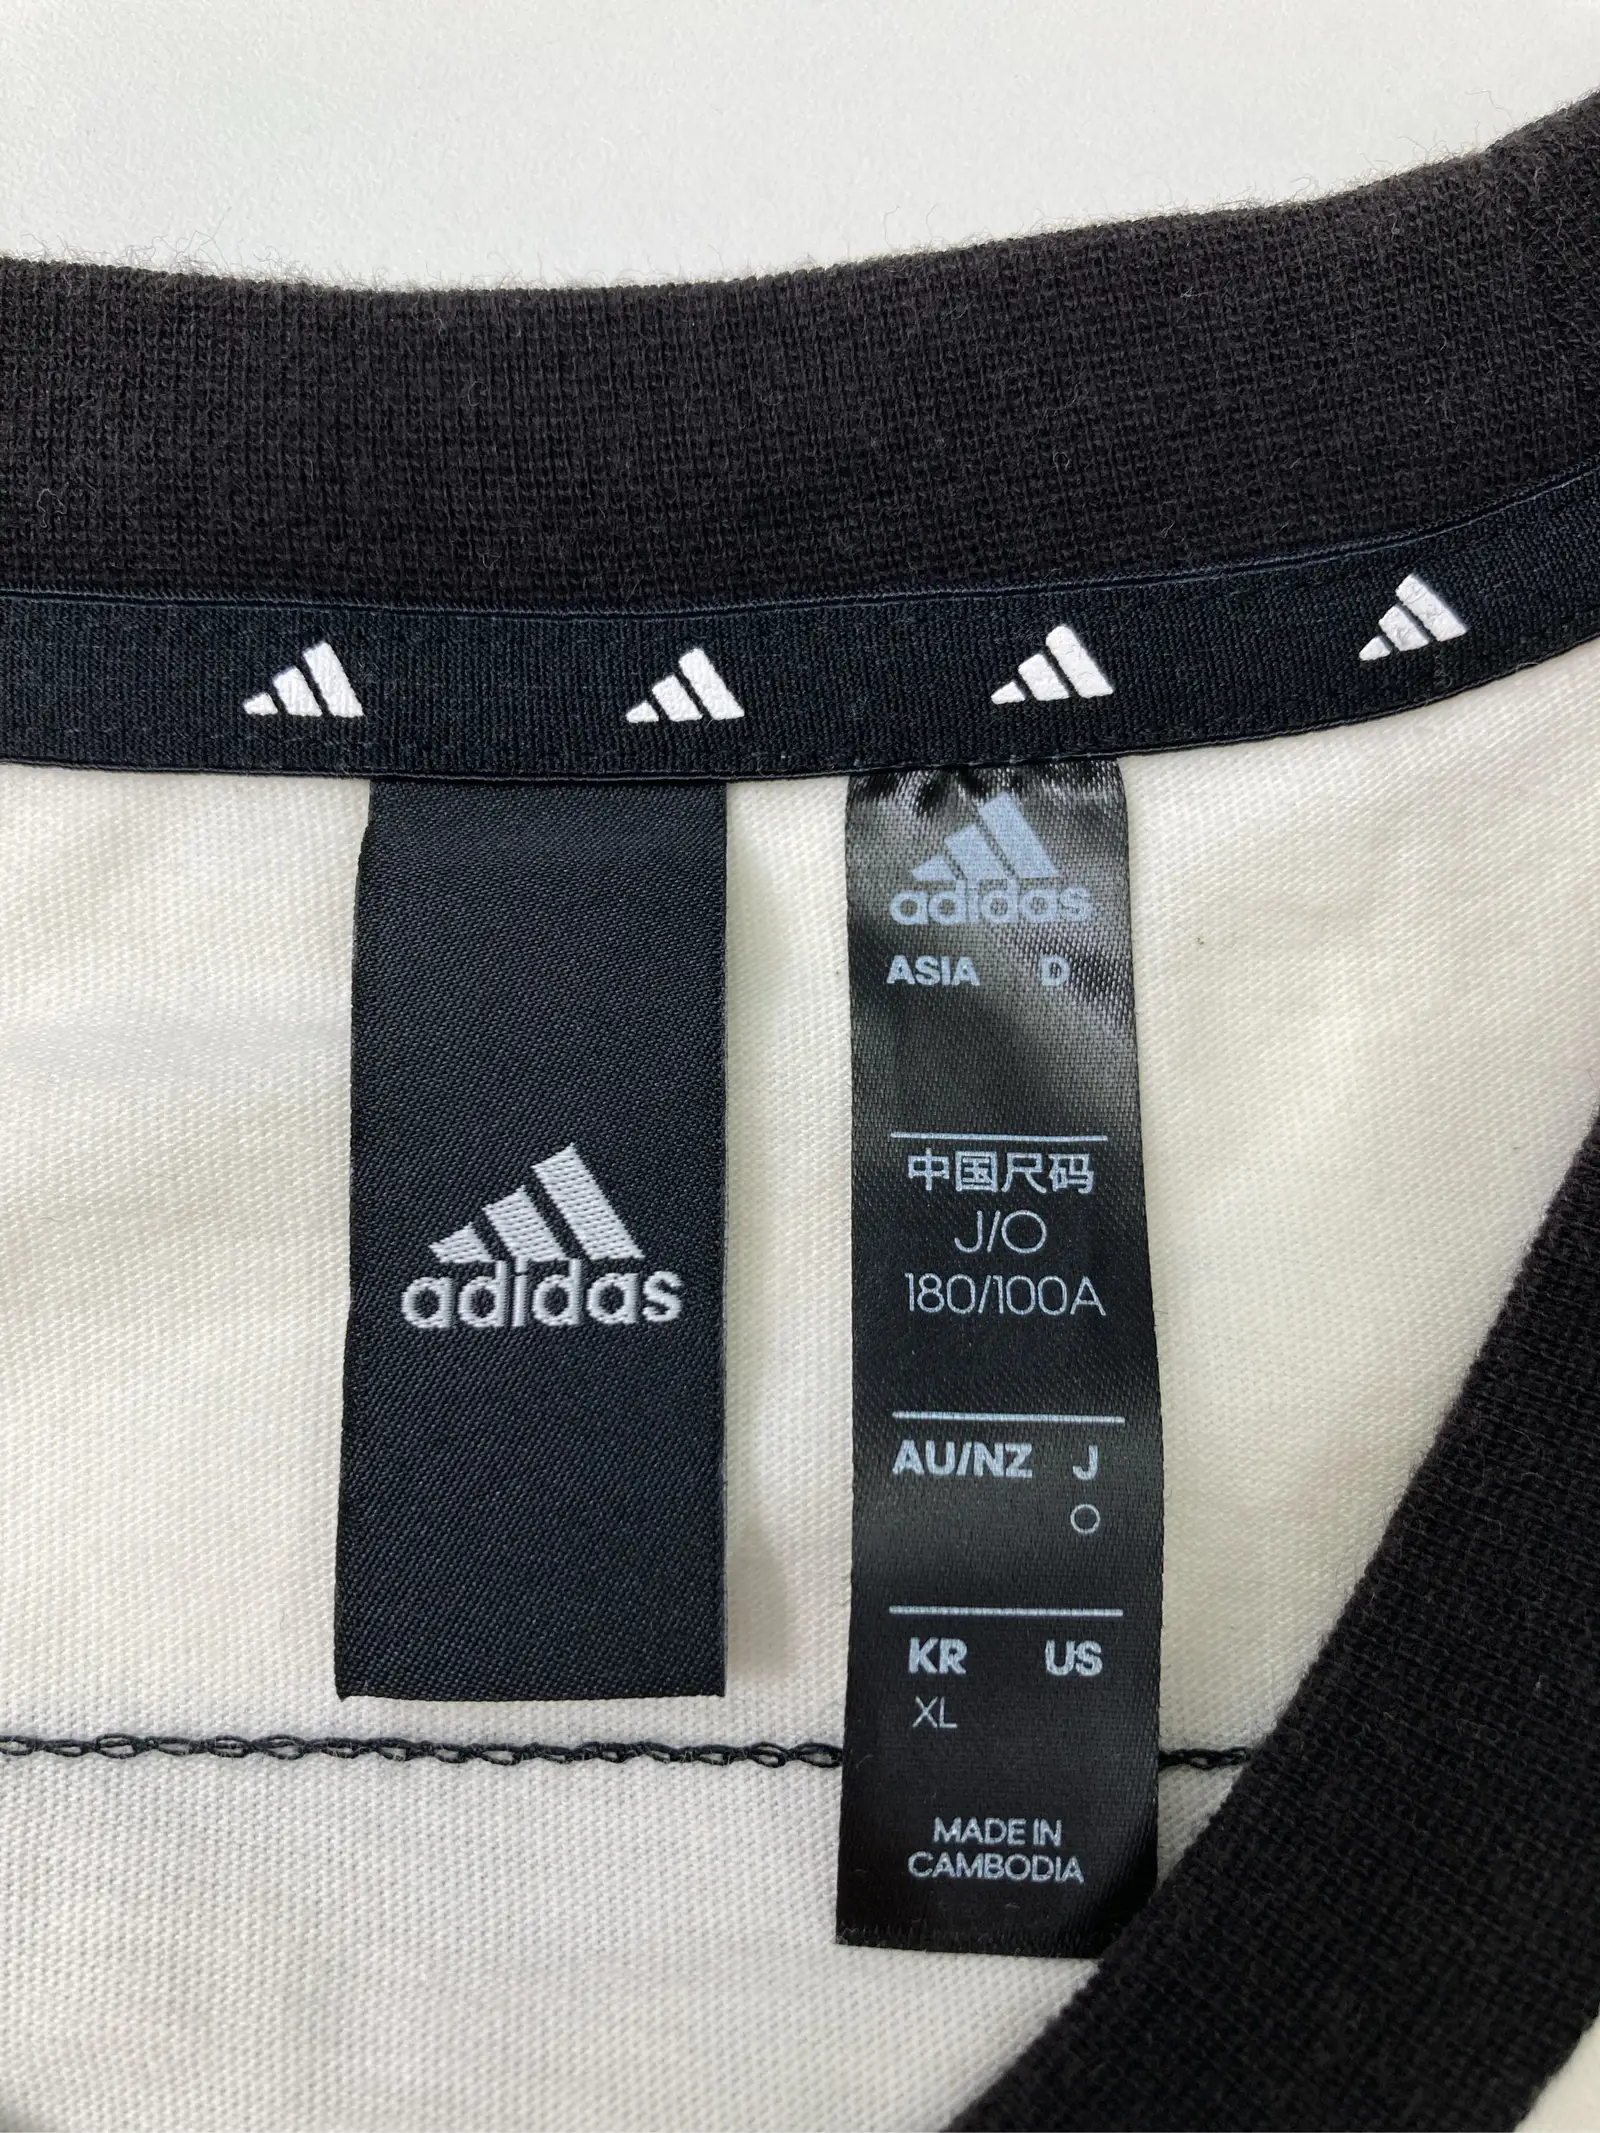 adidas
adidas
ASIA D
中国尺码
J/O
180/100A
AU/NZ J
O
KR US
XL
MADE IN
CAMBODIA